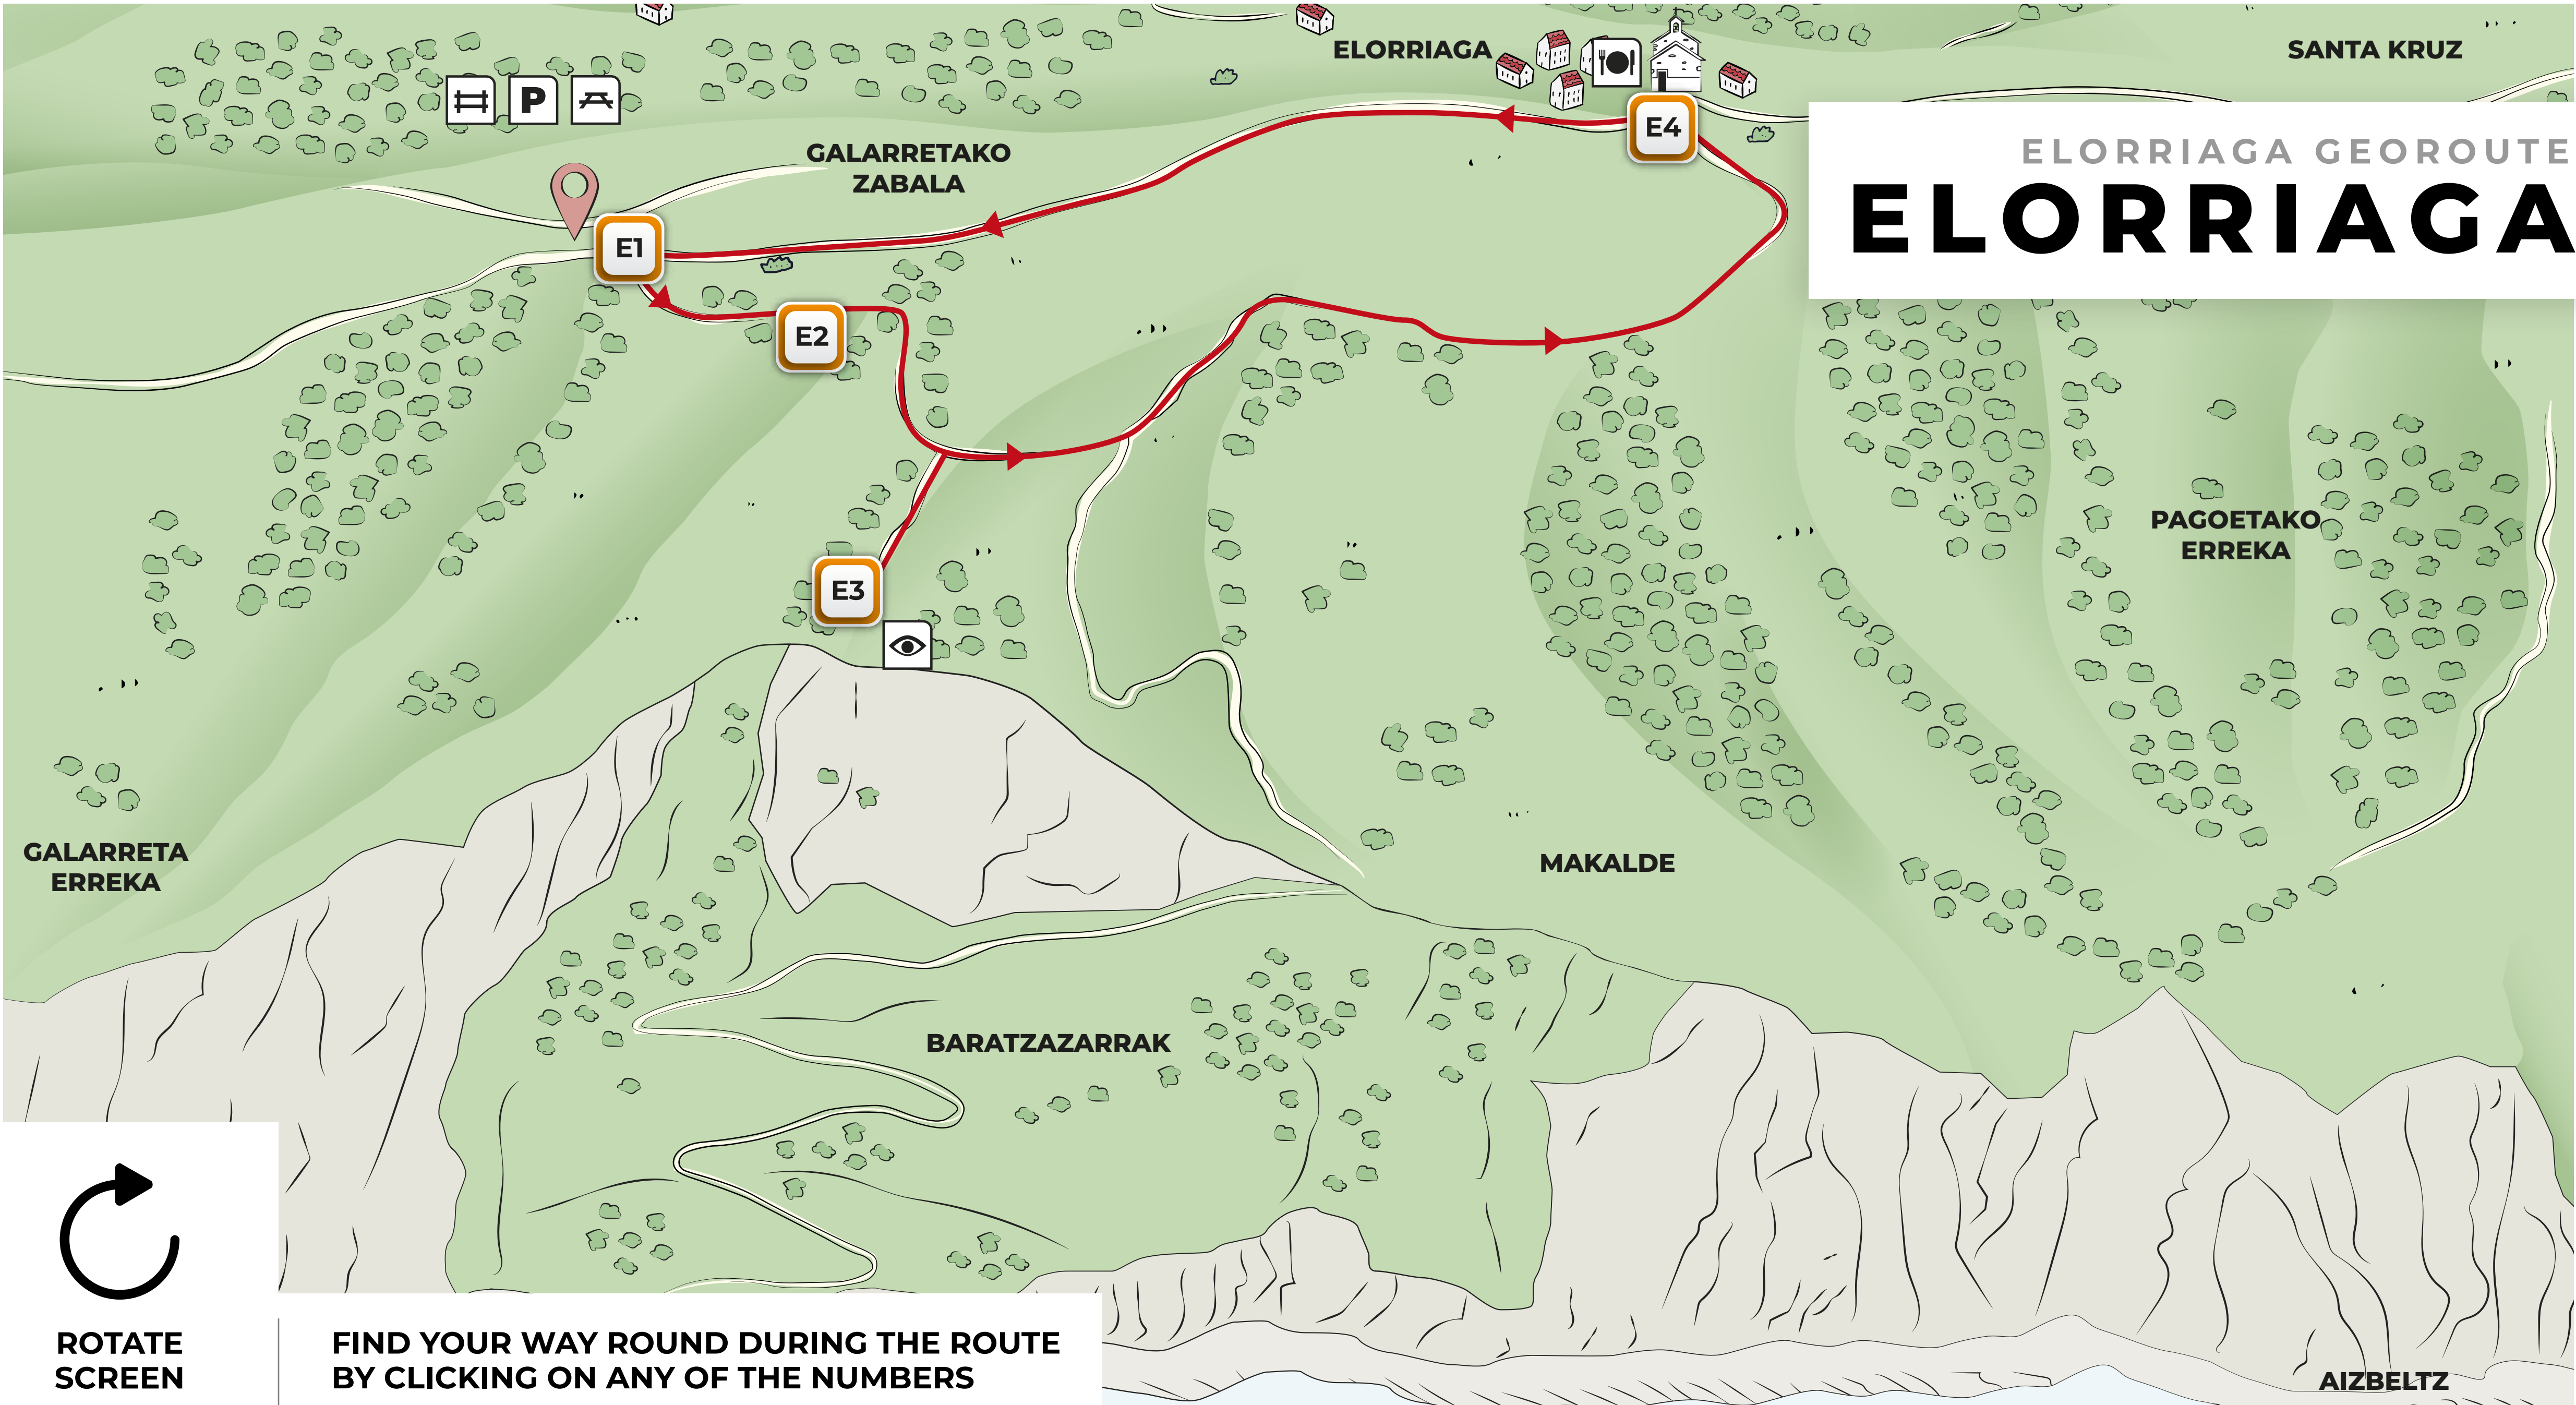 ELORRIAGA
SANTA KRUZ
P
ELORRIAGA GEOROUTE
ELORRIAGA
E4
GALARRETAKO
ZABALA
E1
E2
PAGOETAKO
ERREKA
E3
GALARRETA
ERREKA
MAKALDE
BARATZAZARRAK
ROTATE
SCREEN
FIND YOUR WAY ROUND DURING THE ROUTE
BY CLICKING ON ANY OF THE NUMBERS
AIZBELTZ